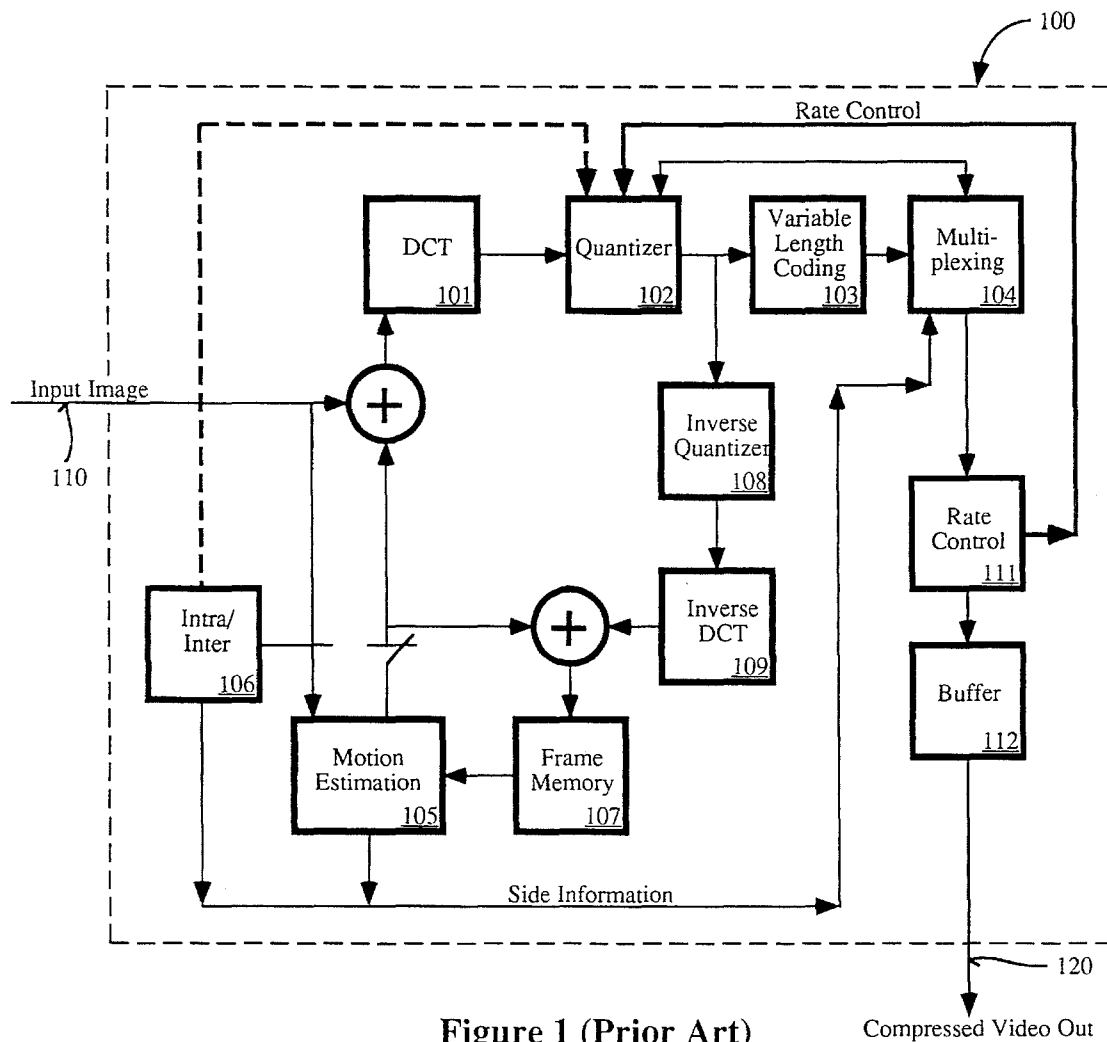 100
Rate Control
DCT
101
Quantizer
102
Variable
Length
Coding
103
Multi-
plexing
104
Input Image
110
Inverse
Quantizer
108
Rate
Control
111
Intra/
Inter
106
Inverse
DCT
109
Buffer
112
Motion
Estimation
105
Frame
Memory
107
Side Information
120
Figure 1 (Prior Art)
Compressed Video Out